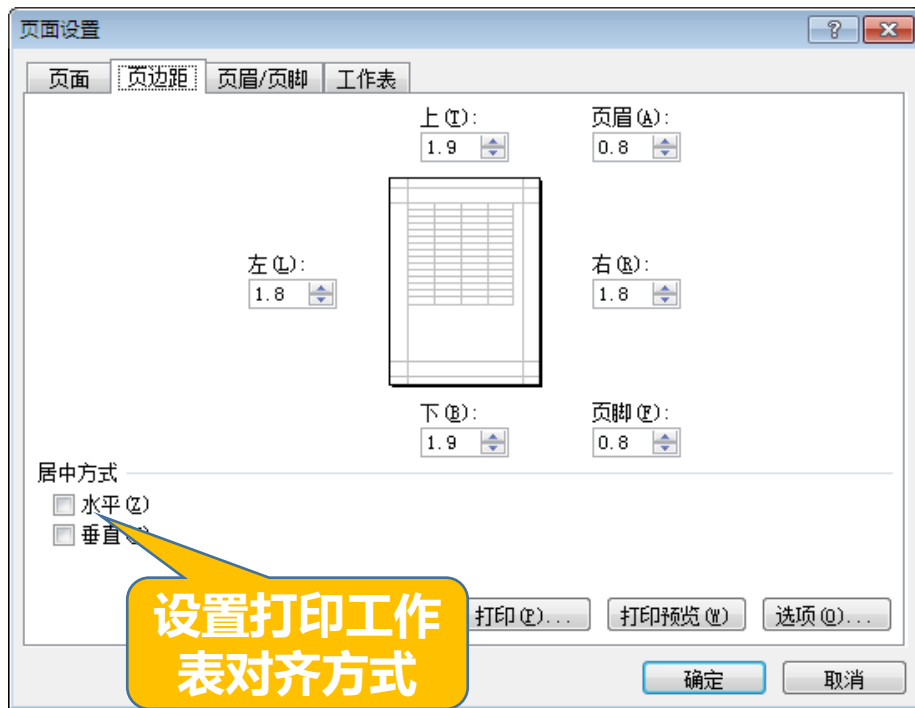 页面设置
页面 页边距 页眉/页脚 工作表
上(T): 页眉(A):
1.9 0.8
左(L): 右(R):
1.8 1.8
下(B): 页脚(F):
1.9 0.8
居中方式
水平(Z)
垂直
设置打印工作
表对齐方式
打印(P)... 打印预览(W) 选项(O)...
确定 取消